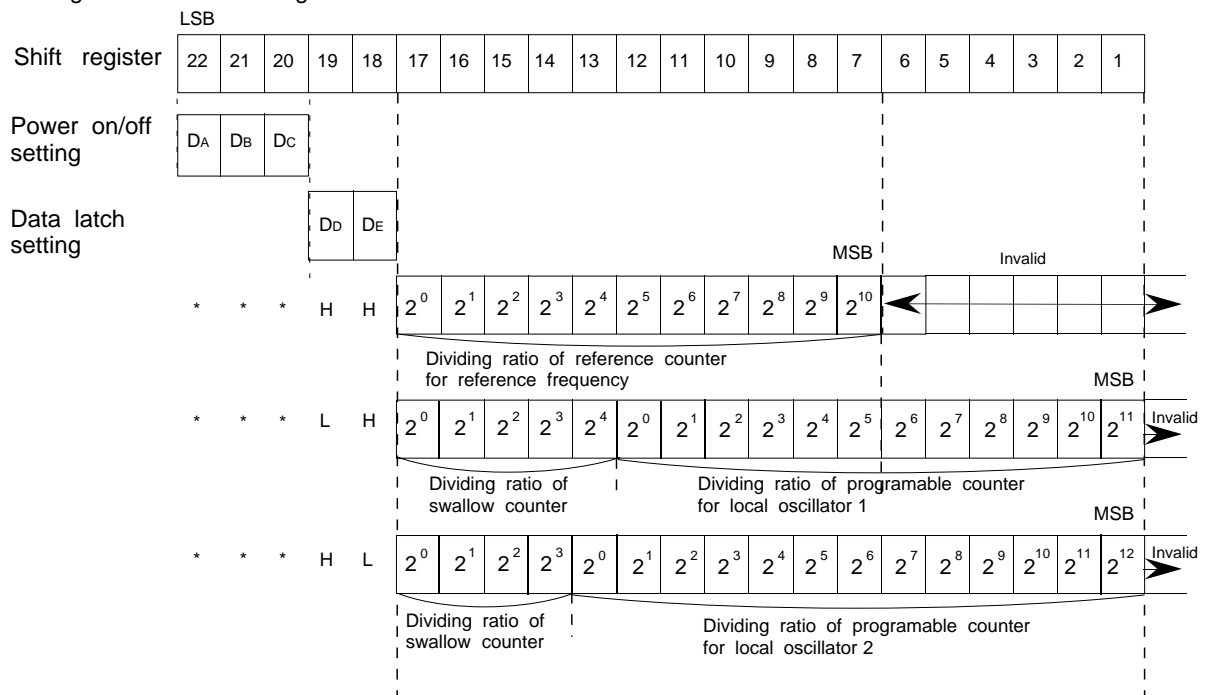 LSB
Shift register 22 21 20 19 18 17 16 15 14 13 12 11 10 9 8 7 6 5 4 3 2 1
Power on/off
setting
DA DB DC
Data latch
setting
DD DE
MSB Invalid
* * * H H 2^0 2^1 2^2 2^3 2^4 2^5 2^6 2^7 2^8 2^9 2^10
Dividing ratio of reference counter
for reference frequency
MSB
* * * L H 2^0 2^1 2^2 2^3 2^4 2^0 2^1 2^2 2^3 2^4 2^5 2^6 2^7 2^8 2^9 2^10 2^11 Invalid
Dividing ratio of
swallow counter
Dividing ratio of programable counter
for local oscillator 1
MSB
* * * H L 2^0 2^1 2^2 2^3 2^0 2^1 2^2 2^3 2^4 2^5 2^6 2^7 2^8 2^9 2^10 2^11 2^12 Invalid
Dividing ratio of
swallow counter
Dividing ratio of programable counter
for local oscillator 2